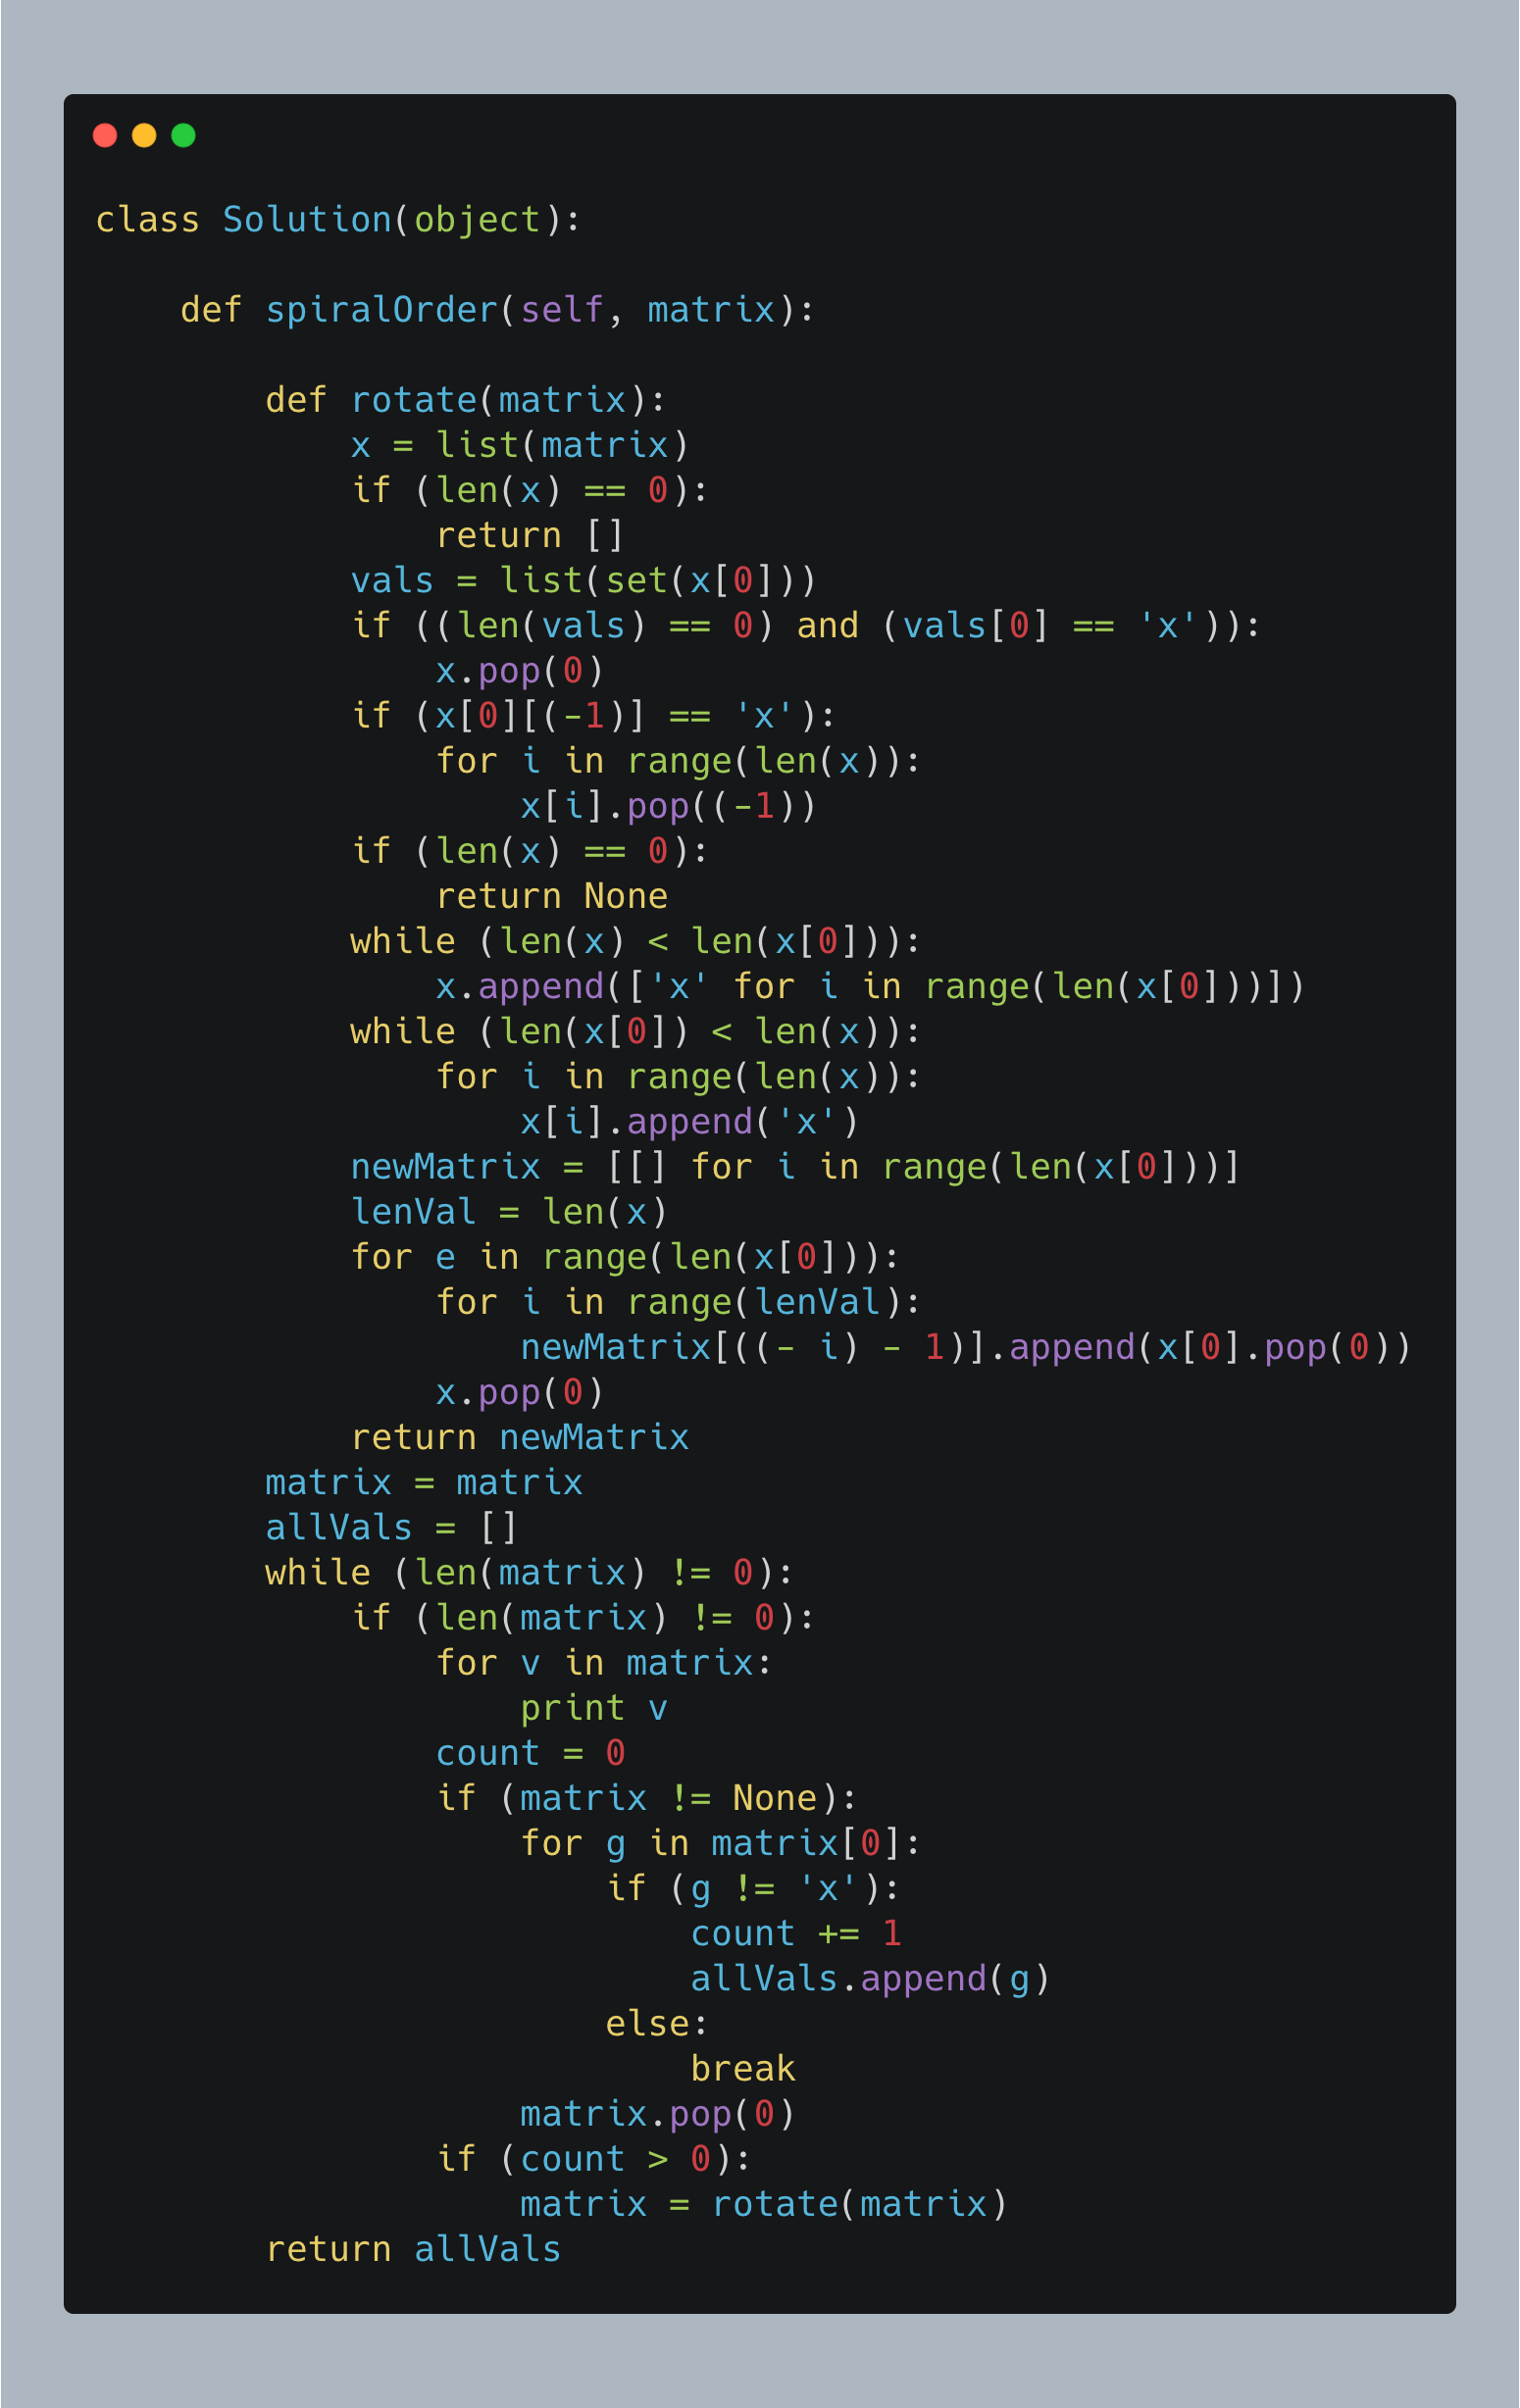 class Solution(object):
    def spiralOrder(self, matrix):
        def rotate(matrix):
            x = list(matrix)
            if (len(x) == 0):
                return []
            vals = list(set(x[0]))
            if ((len(vals) == 0) and (vals[0] == 'x')):
                x.pop(0)
            if (x[0][(-1)] == 'x'):
                for i in range(len(x)):
                    x[i].pop((-1))
            if (len(x) == 0):
                return None
            while (len(x) < len(x[0])):
                x.append(['x' for i in range(len(x[0]))])
            while (len(x[0]) < len(x)):
                for i in range(len(x)):
                    x[i].append('x')
            newMatrix = [[] for i in range(len(x[0]))]
            lenVal = len(x)
            for e in range(len(x[0])):
                for i in range(lenVal):
                    newMatrix[((- i) - 1)].append(x[0].pop(0))
                x.pop(0)
            return newMatrix
        matrix = matrix
        allVals = []
        while (len(matrix) != 0):
            if (len(matrix) != 0):
                for v in matrix:
                    print v
                count = 0
                if (matrix != None):
                    for g in matrix[0]:
                        if (g != 'x'):
                            count += 1
                            allVals.append(g)
                        else:
                            break
                    matrix.pop(0)
                if (count > 0):
                    matrix = rotate(matrix)
        return allVals